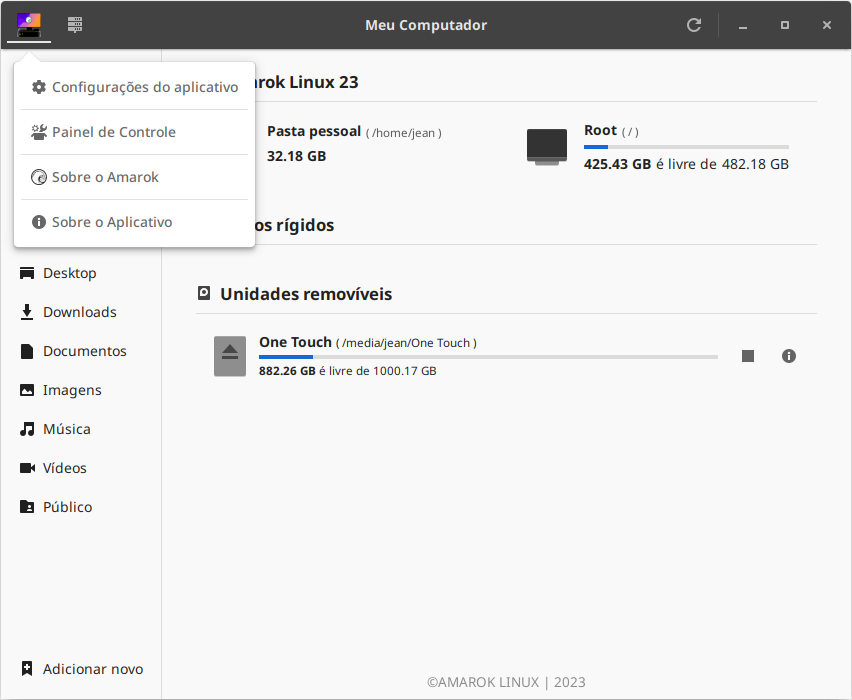 Meu Computador
Configurações do aplicativo
Painel de Controle
Sobre o Amarok
Sobre o Aplicativo
Desktop
Downloads
Documentos
Imagens
Música
Vídeos
Público
Adicionar novo
arok Linux 23
Pasta pessoal ( /home/jean )
32.18 GB
Root ( / )
425.43 GB é livre de 482.18 GB
os rígidos
Unidades removíveis
One Touch ( /media/jean/One Touch )
882.26 GB é livre de 1000.17 GB
©AMAROK LINUX | 2023